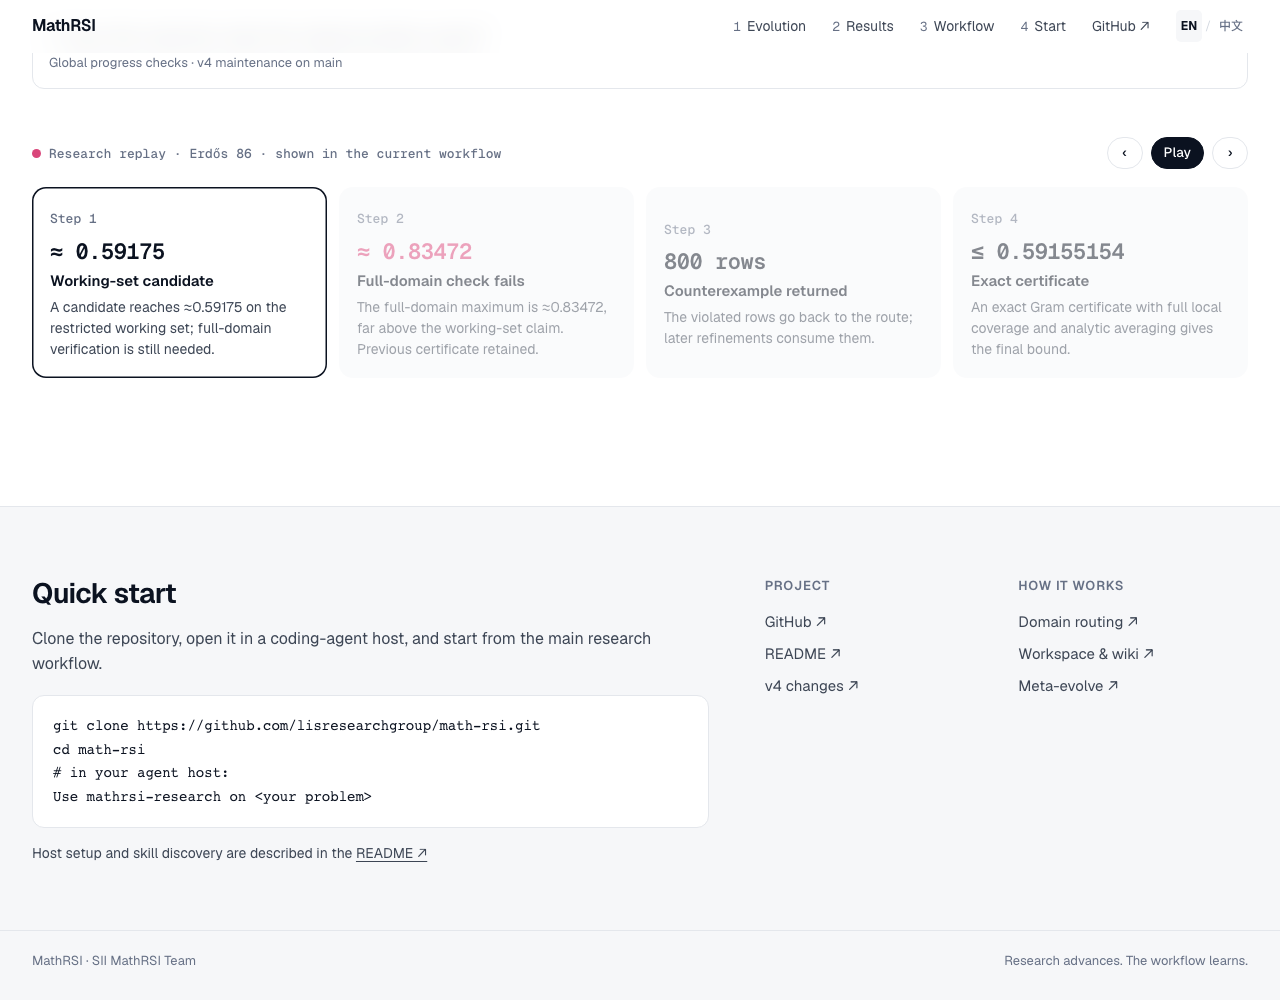 MathRSI
1 Evolution
2 Results
3 Workflow
4 Start
GitHub ↗
EN / 中文
Global progress checks · v4 maintenance on main
Research replay · Erdős 86 · shown in the current workflow
‹
Play
›
Step 1
≈ 0.59175
Working-set candidate
A candidate reaches ≈0.59175 on the
restricted working set; full-domain
verification is still needed.
Step 2
≈ 0.83472
Full-domain check fails
The full-domain maximum is ≈0.83472,
far above the working-set claim.
Previous certificate retained.
Step 3
800 rows
Counterexample returned
The violated rows go back to the route;
later refinements consume them.
Step 4
≤ 0.59155154
Exact certificate
An exact Gram certificate with full local
coverage and analytic averaging gives
the final bound.
Quick start
Clone the repository, open it in a coding-agent host, and start from the main research
workflow.
git clone https://github.com/lisresearchgroup/math-rsi.git
cd math-rsi
# in your agent host:
Use mathrsi-research on <your problem>
Host setup and skill discovery are described in the README ↗
PROJECT
GitHub ↗
README ↗
v4 changes ↗
HOW IT WORKS
Domain routing ↗
Workspace & wiki ↗
Meta-evolve ↗
MathRSI · SII MathRSI Team
Research advances. The workflow learns.